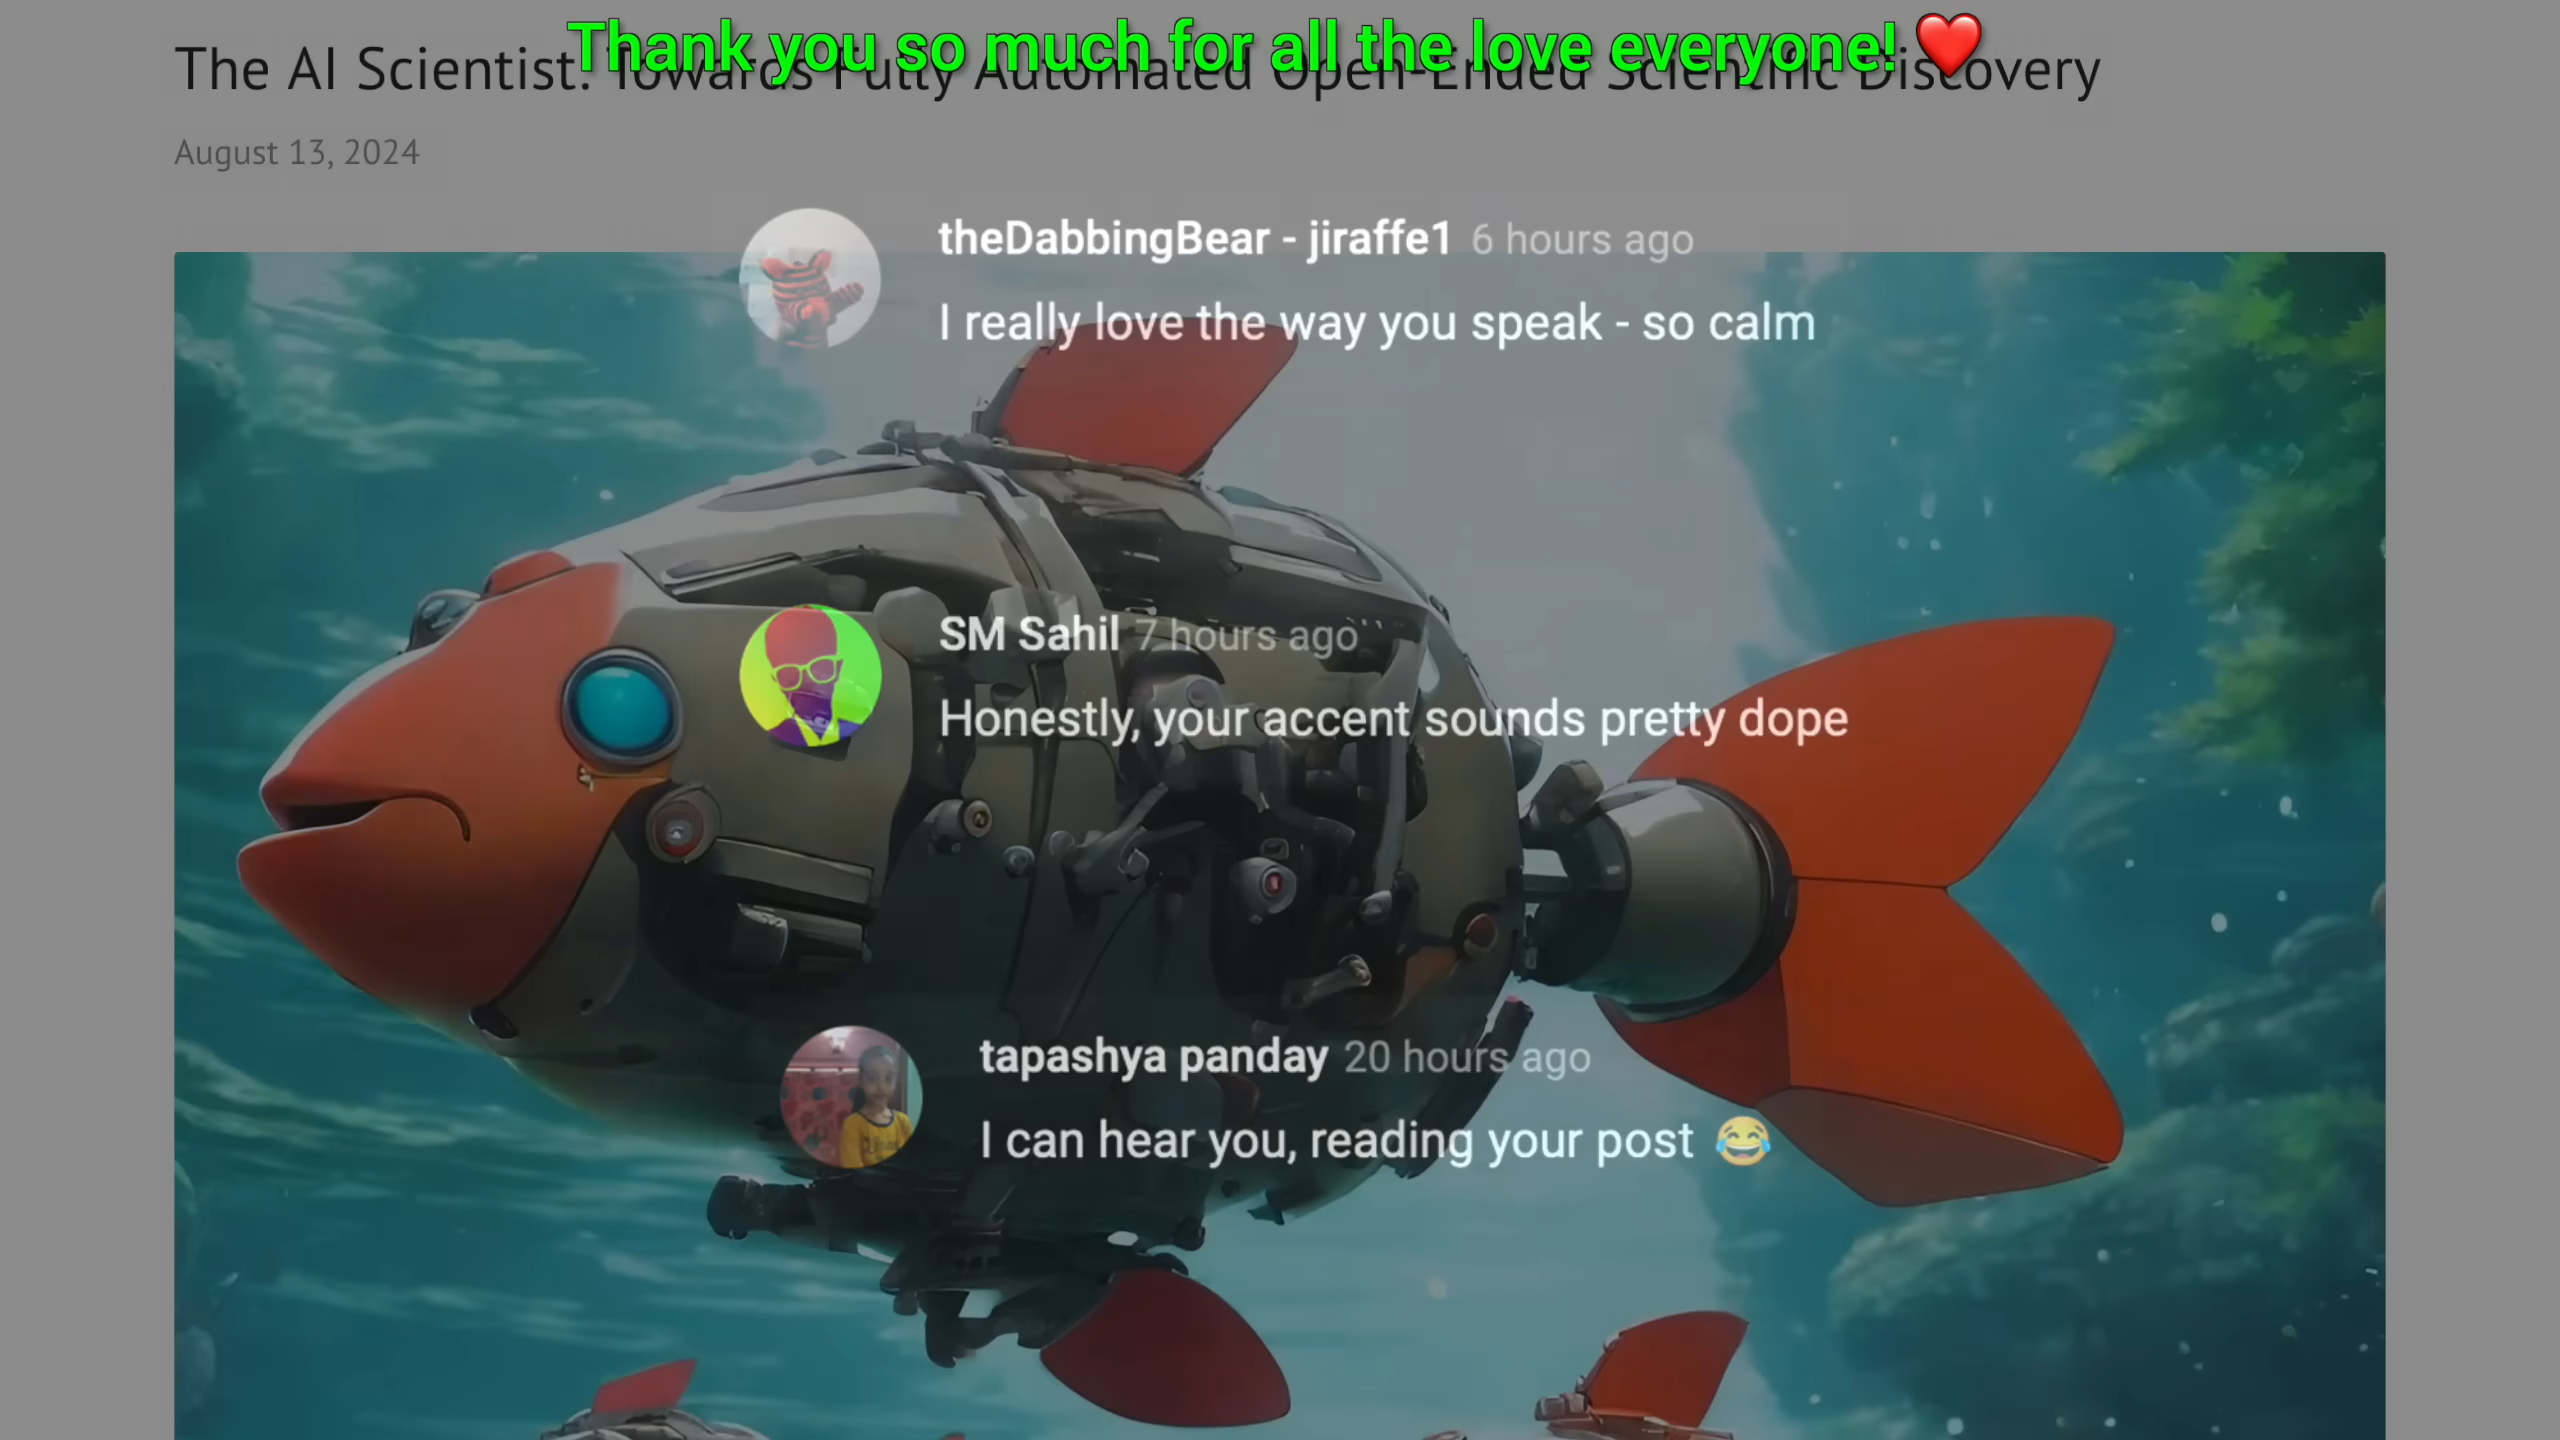 Thank you so much for all the love everyone! ❤️
The AI Scientist: Towards Fully Automated Open-Ended Scientific Discovery
August 13, 2024
theDabbingBear - jiraffe1 6 hours ago
I really love the way you speak - so calm
SM Sahil 7 hours ago
Honestly, your accent sounds pretty dope
tapashya panday 20 hours ago
I can hear you, reading your post 😂